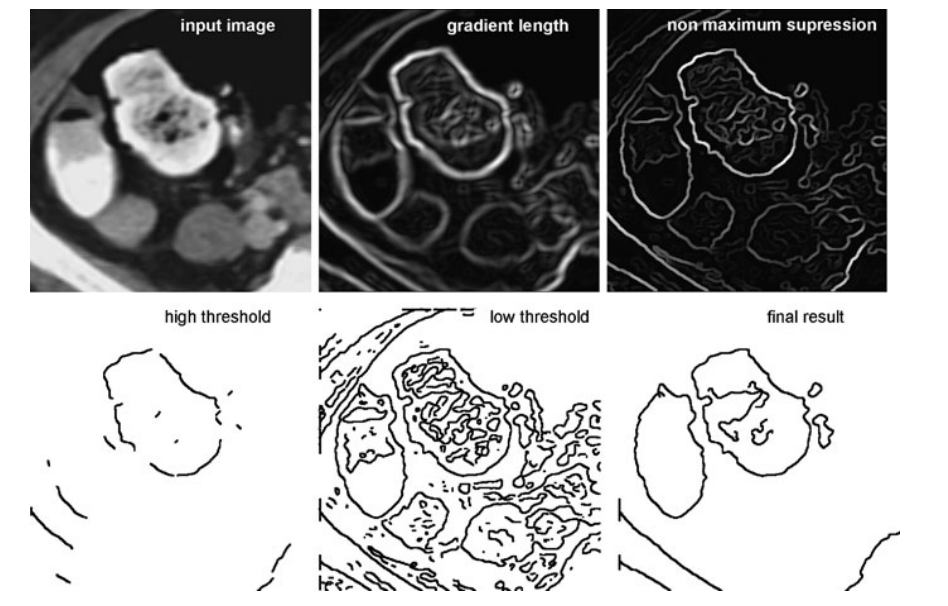 input image
gradient length
non maximum supression
high threshold
low threshold
final result